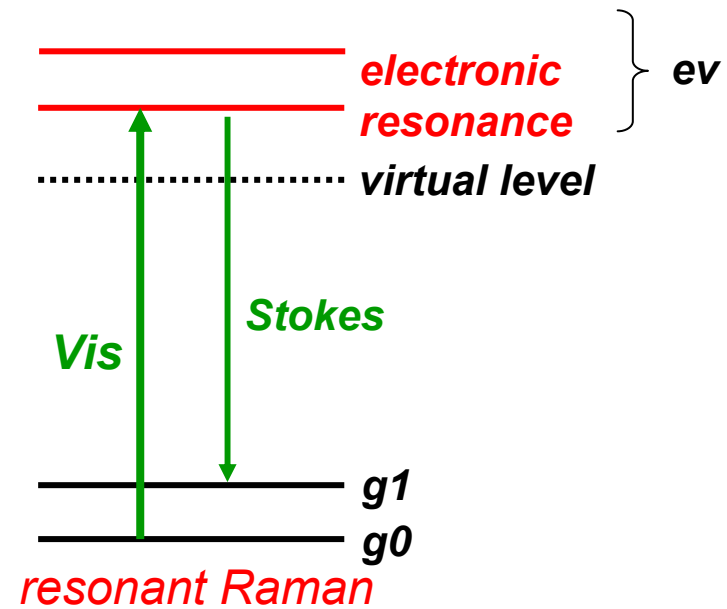 electronic
resonance
ev
virtual level
Stokes
Vis
g1
g0
resonant Raman